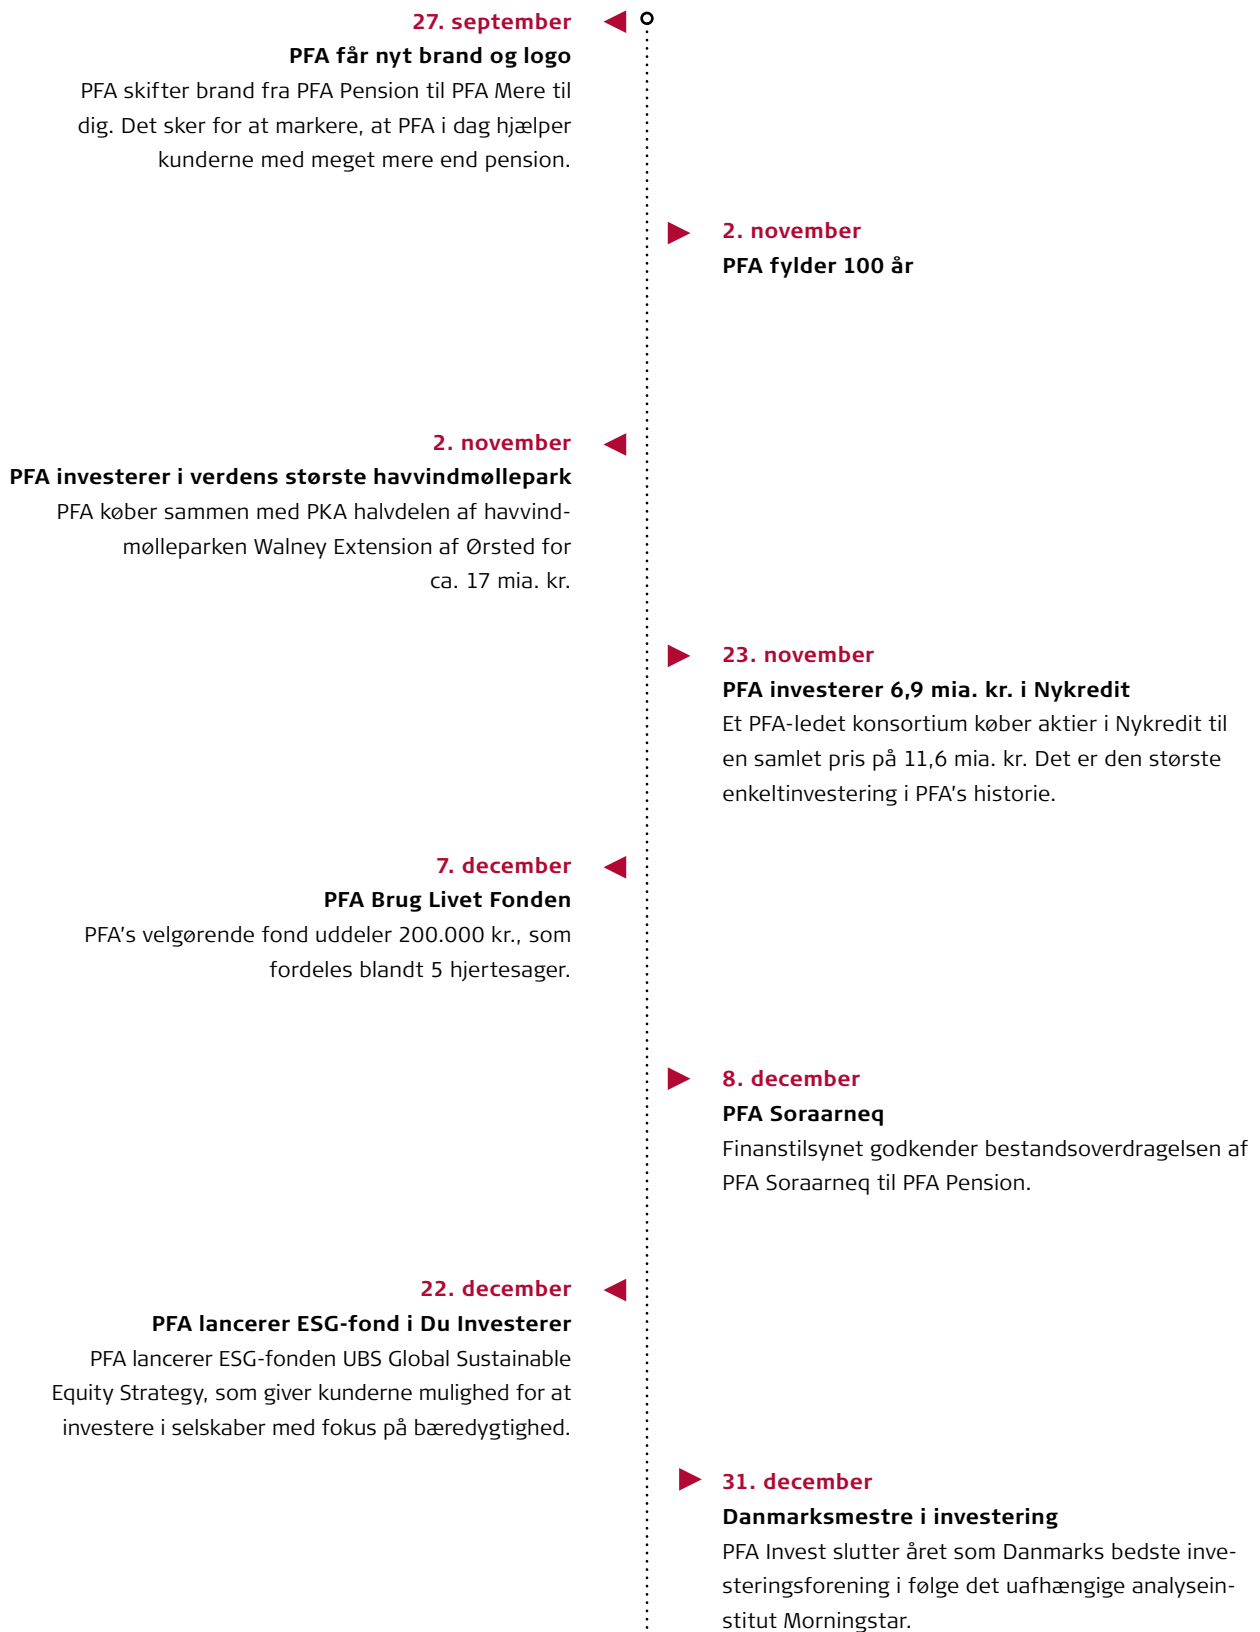 27. september
PFA får nyt brand og logo
PFA skifter brand fra PFA Pension til PFA Mere til
dig. Det sker for at markere, at PFA i dag hjælper
kunderne med meget mere end pension.
2. november
PFA fylder 100 år
2. november
PFA investerer i verdens største havvindmøllepark
PFA køber sammen med PKA halvdelen af havvind-
mølleparken Walney Extension af Ørsted for
ca. 17 mia. kr.
23. november
PFA investerer 6,9 mia. kr. i Nykredit
Et PFA-ledet konsortium køber aktier i Nykredit til
en samlet pris på 11,6 mia. kr. Det er den største
enkeltinvestering i PFA's historie.
7. december
PFA Brug Livet Fonden
PFA's velgørende fond uddeler 200.000 kr., som
fordeles blandt 5 hjertesager.
8. december
PFA Soraarneq
Finanstilsynet godkender bestandsoverdragelsen af
PFA Soraarneq til PFA Pension.
22. december
PFA lancerer ESG-fond i Du Investerer
PFA lancerer ESG-fonden UBS Global Sustainable
Equity Strategy, som giver kunderne mulighed for at
investere i selskaber med fokus på bæredygtighed.
31. december
Danmarksmestre i investering
PFA Invest slutter året som Danmarks bedste inve-
steringsforening i følge det uafhængige analysein-
stitut Morningstar.